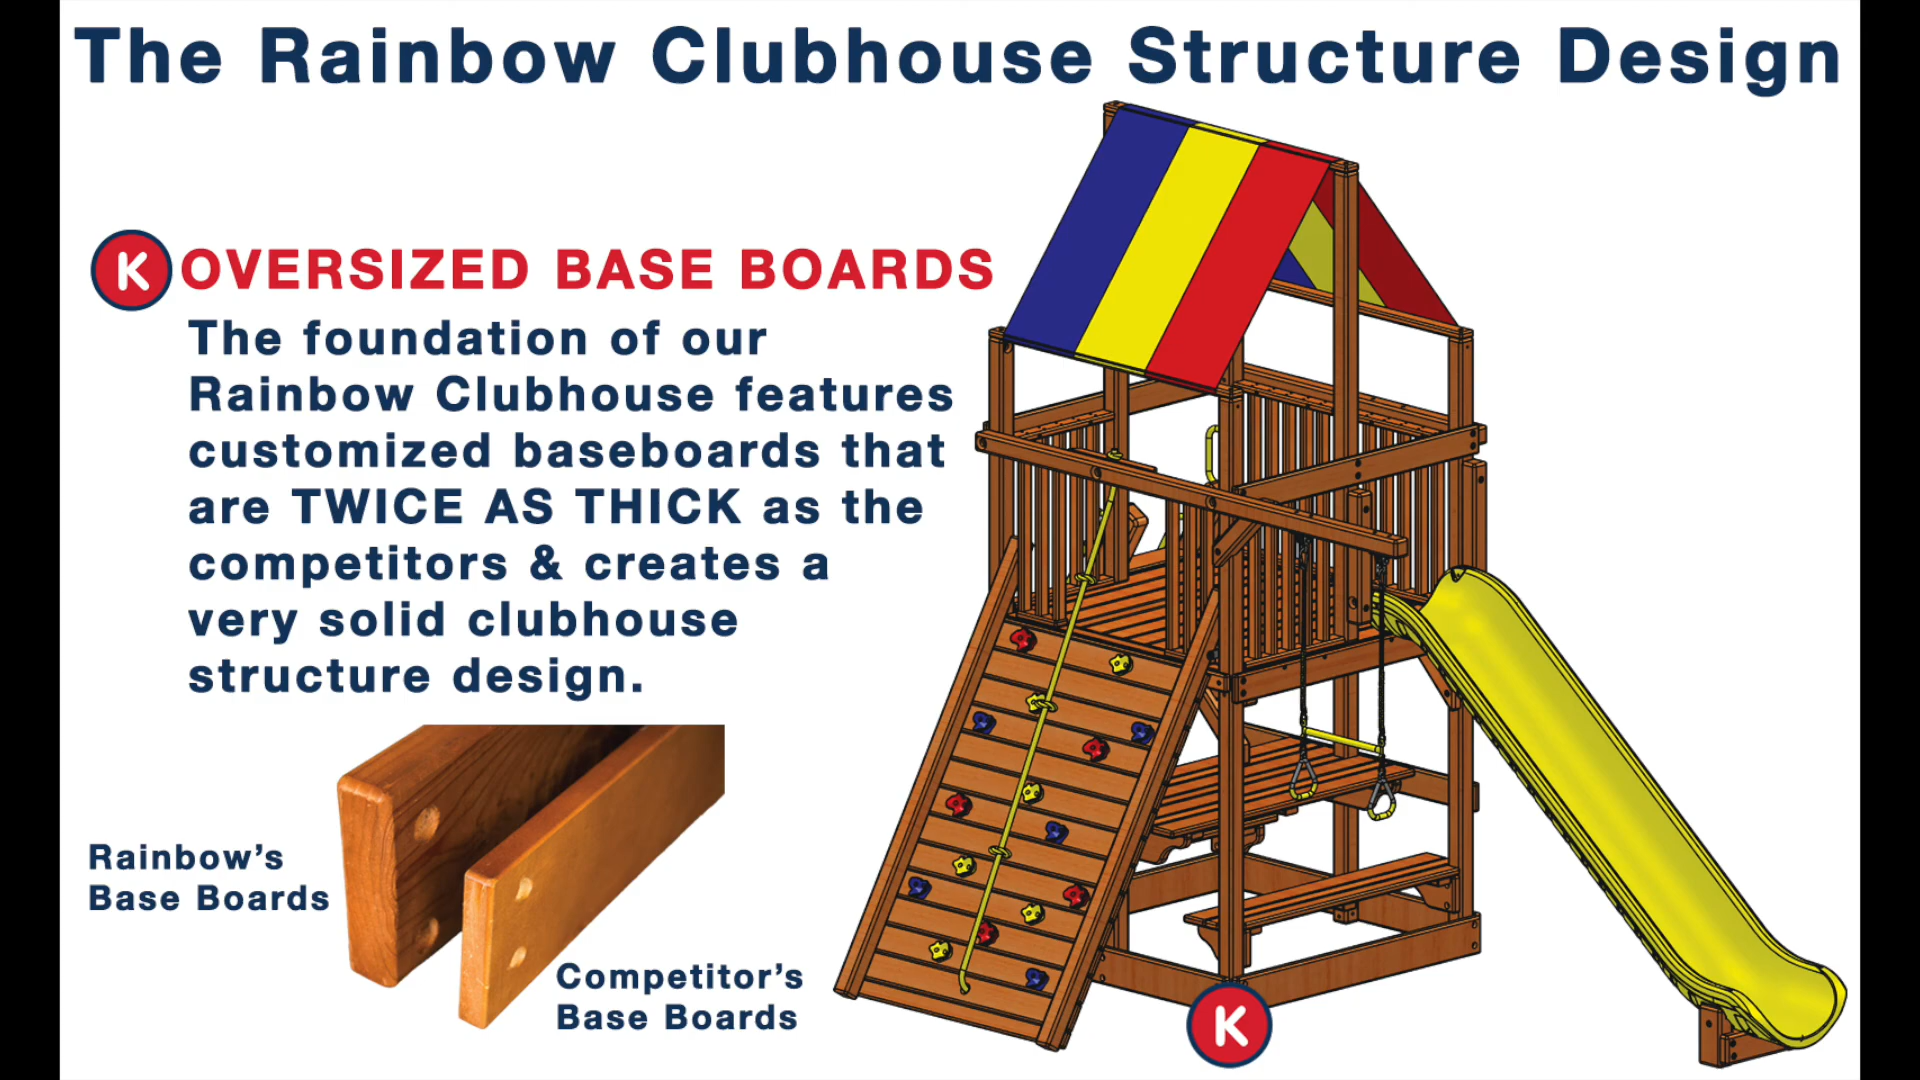 The Rainbow Clubhouse Structure Design
K OVERSIZED BASE BOARDS
The foundation of our
Rainbow Clubhouse features
customized baseboards that
are TWICE AS THICK as the
competitors & creates a
very solid clubhouse
structure design.
Rainbow's
Base Boards
Competitor's
Base Boards
K